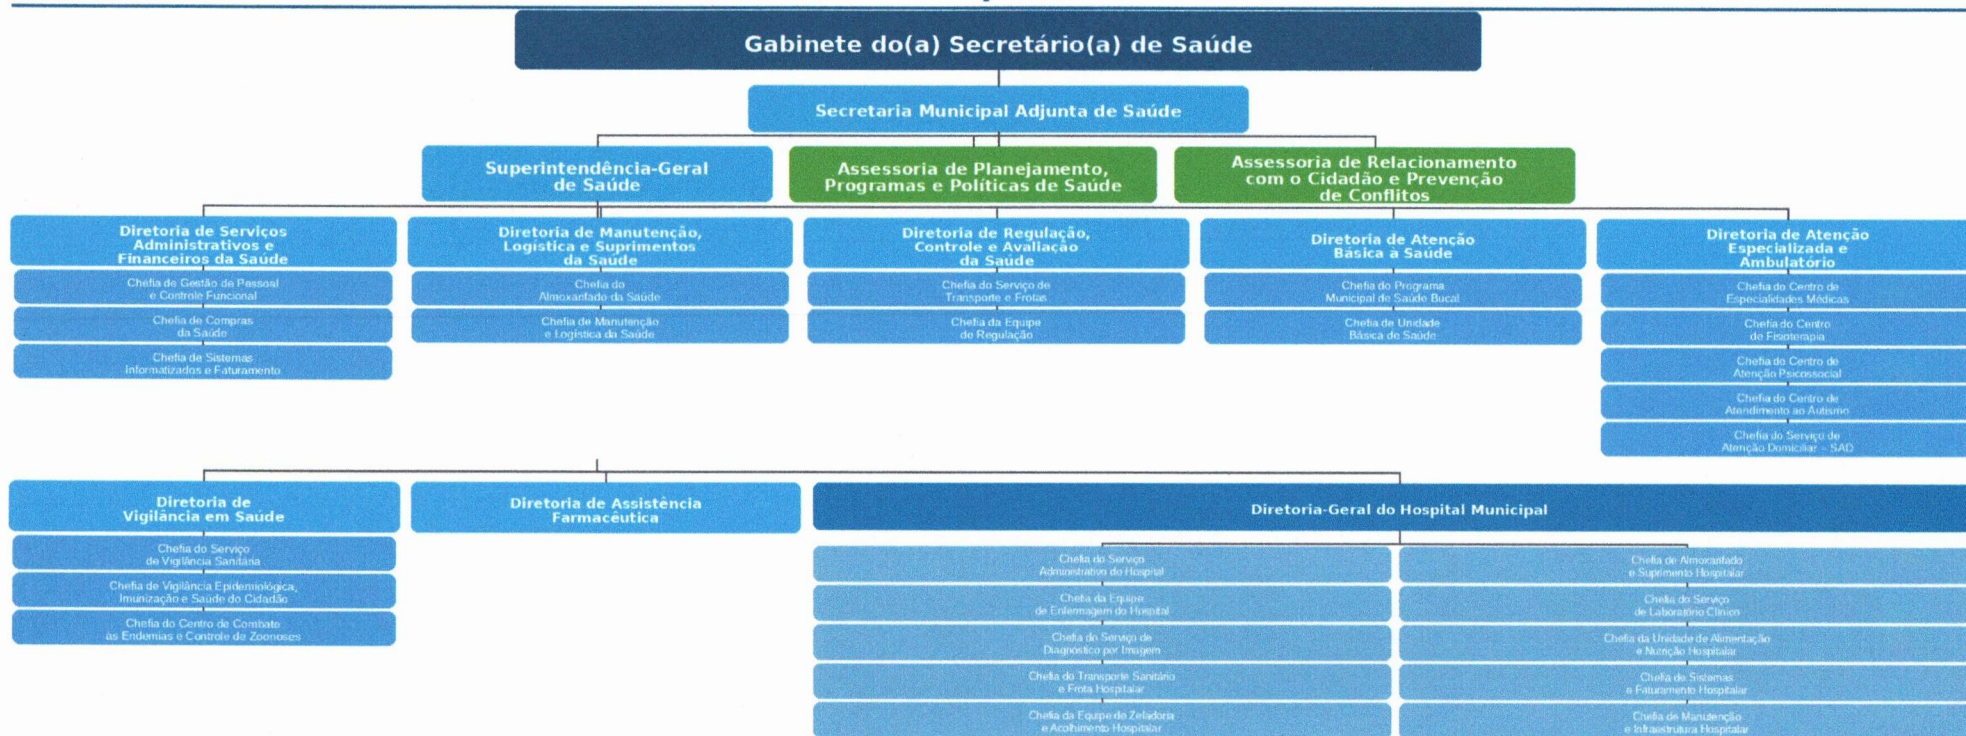 Gabinete do(a) Secretário(a) de Saúde
Secretaria Municipal Adjunta de Saúde
Superintendência-Geral
de Saúde
Assessoria de Planejamento,
Programas e Políticas de Saúde
Assessoria de Relacionamento
com o Cidadão e Prevenção
de Conflitos
Diretoria de Serviços
Administrativos e
Financeiros da Saúde
Chefia de Gestão de Pessoal
e Controle Funcional
Chefia de Compras
da Saúde
Chefia de Sistemas
Informatizados e Faturamento
Diretoria de Manutenção,
Logística e Suprimentos
da Saúde
Chefia do
Almoxarifado da Saúde
Chefia de Manutenção
e Logística da Saúde
Diretoria de Regulação,
Controle e Avaliação
da Saúde
Chefia do Serviço de
Transporte e Frotas
Chefia da Equipe
de Regulação
Diretoria de Atenção
Básica à Saúde
Chefia do Programa
Municipal de Saúde Bucal
Chefia de Unidade
Básica de Saúde
Diretoria de Atenção
Especializada e
Ambulatório
Chefia do Centro de
Especialidades Médicas
Chefia do Centro
de Fisioterapia
Chefia do Centro de
Atenção Psicossocial
Chefia do Centro de
Atendimento ao Autismo
Chefia do Serviço de
Atenção Domiciliar - SAD
Diretoria de
Vigilância em Saúde
Chefia do Serviço
de Vigilância Sanitária
Chefia de Vigilância Epidemiológica,
Imunização e Saúde do Cidadão
Chefia do Centro de Combate
às Endemias e Controle de Zoonoses
Diretoria de Assistência
Farmacêutica
Diretoria-Geral do Hospital Municipal
Chefia do Serviço
Administrativo do Hospital
Chefia da Equipe
de Enfermagem do Hospital
Chefia do Serviço de
Diagnóstico por Imagem
Chefia do Transporte Sanitário
e Frota Hospitalar
Chefia da Equipe de Zeladoria
e Acolhimento Hospitalar
Chefia de Almoxarifado
e Suprimento Hospitalar
Chefia do Serviço
de Laboratório Clínico
Chefia da Unidade de Alimentação
e Nutrição Hospitalar
Chefia de Sistemas
e Faturamento Hospitalar
Chefia de Manutenção
e Infraestrutura Hospitalar